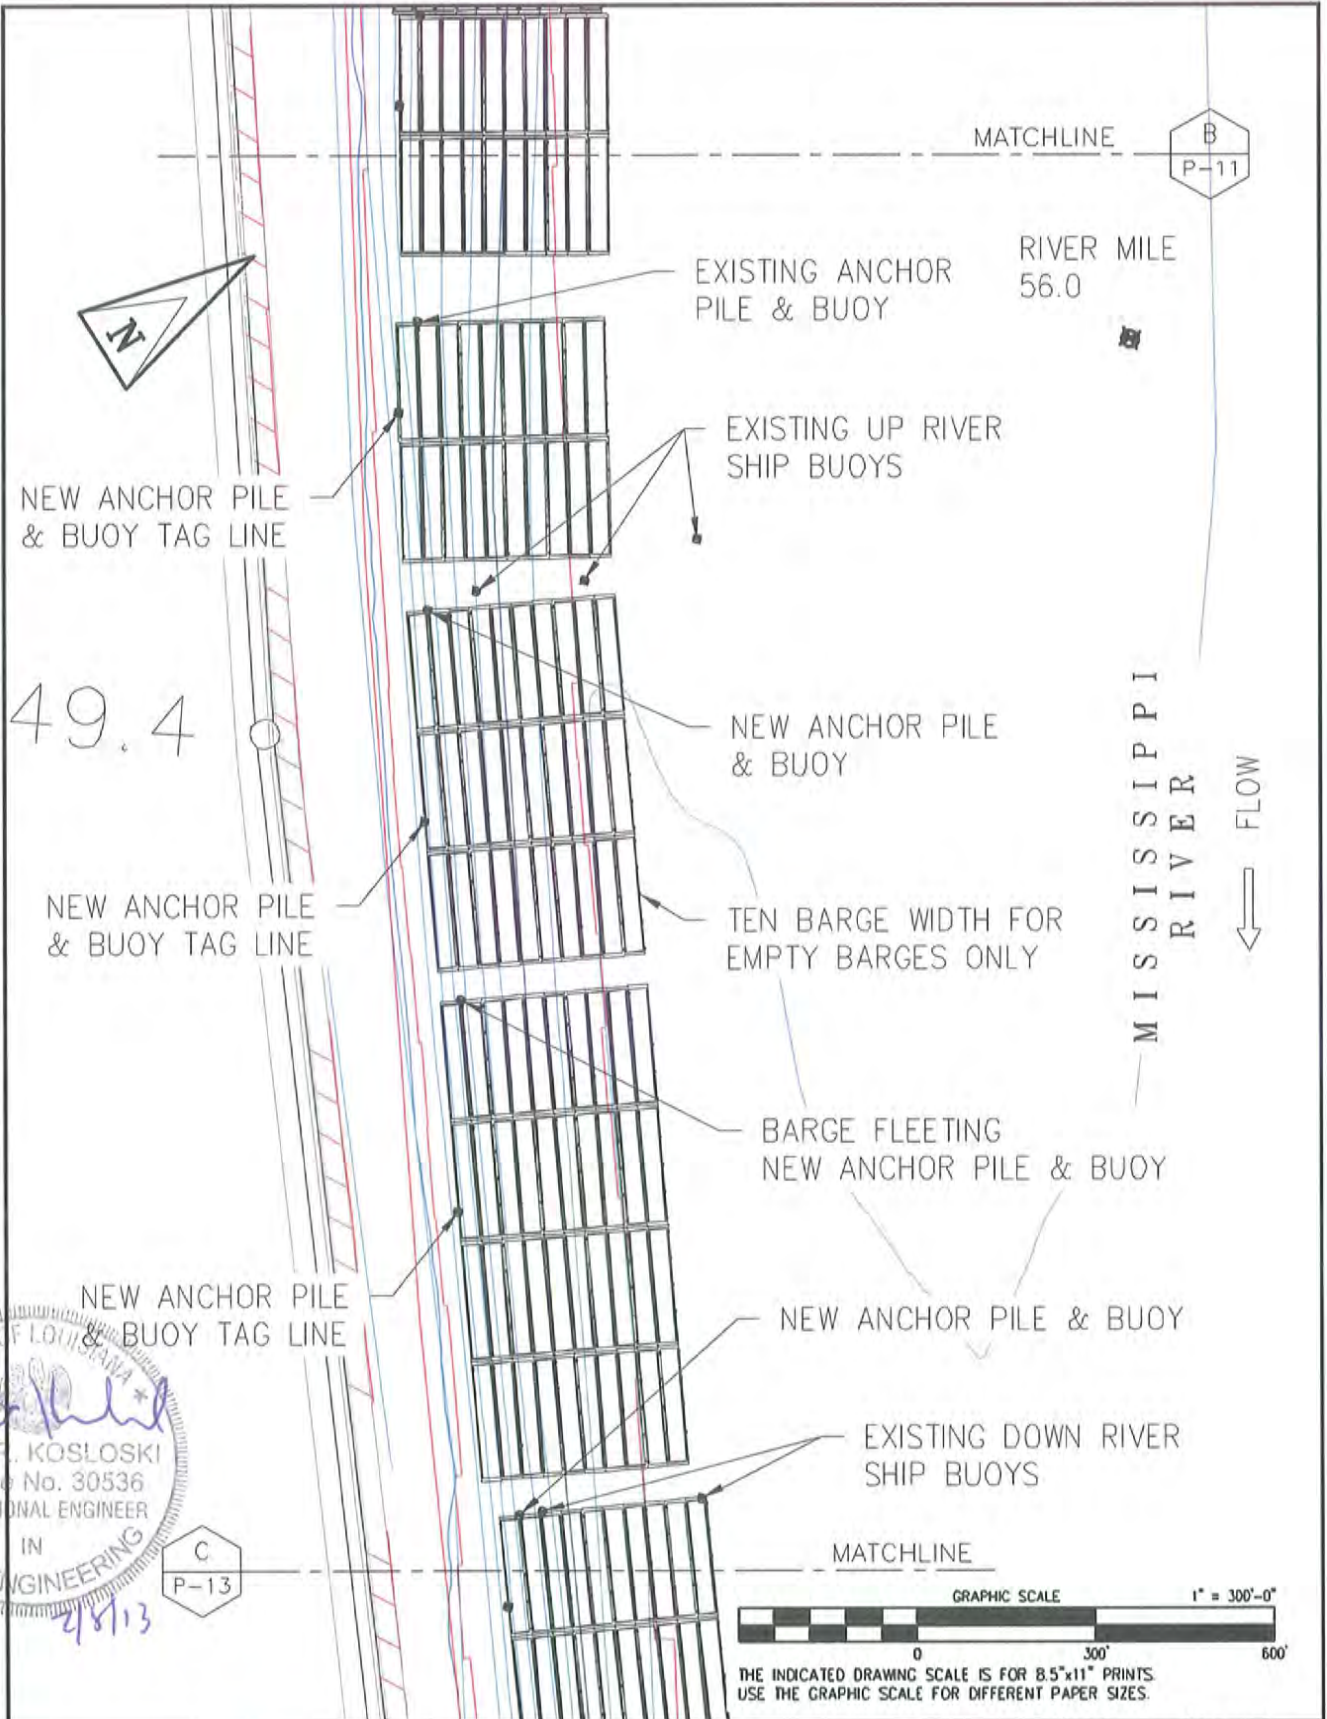 MATCHLINE
B
P-11
RIVER MILE
56.0
EXISTING ANCHOR
PILE & BUOY
N
EXISTING UP RIVER
SHIP BUOYS
NEW ANCHOR PILE
& BUOY TAG LINE
49.4
NEW ANCHOR PILE
& BUOY
MISSISSIPPI
RIVER
FLOW
NEW ANCHOR PILE
& BUOY TAG LINE
TEN BARGE WIDTH FOR
EMPTY BARGES ONLY
BARGE FLEETING
NEW ANCHOR PILE & BUOY
NEW ANCHOR PILE
& BUOY TAG LINE
NEW ANCHOR PILE & BUOY
EXISTING DOWN RIVER
SHIP BUOYS
F LOUISIANA *
KOSLOSKI
No. 30536
ONAL ENGINEER
IN
NGINEERING
2/8/13
C
P-13
MATCHLINE
GRAPHIC SCALE 1" = 300'-0"
0 300' 600'
THE INDICATED DRAWING SCALE IS FOR 8.5"x11" PRINTS.
USE THE GRAPHIC SCALE FOR DIFFERENT PAPER SIZES.